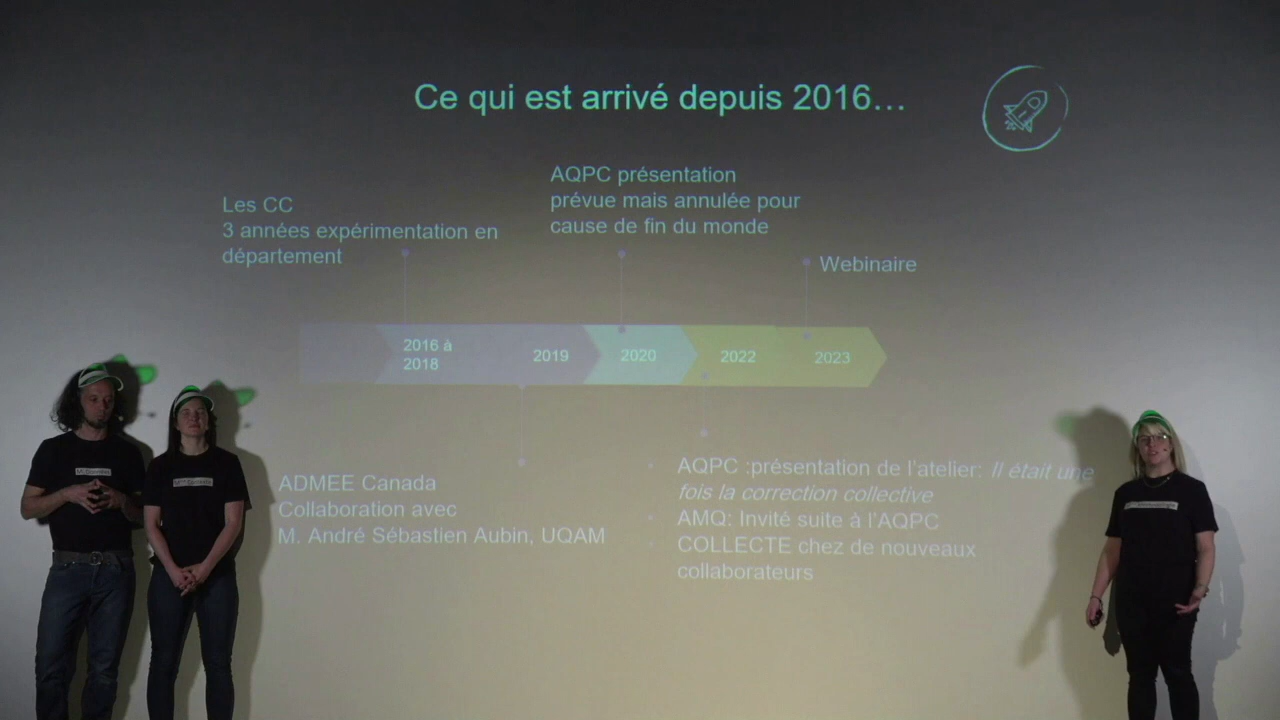 Ce qui est arrivé depuis 2016…
Les CC
3 années expérimentation en
département
AQPC présentation
prévue mais annulée pour
cause de fin du monde
Webinaire
2016 à
2018
2019
2020
2022
2023
ADMEE Canada
Collaboration avec
M. André Sébastien Aubin, UQAM
AQPC :présentation de l'atelier: Il était une
fois la correction collective
AMQ: Invité suite à l'AQPC
COLLECTE chez de nouveaux
collaborateurs